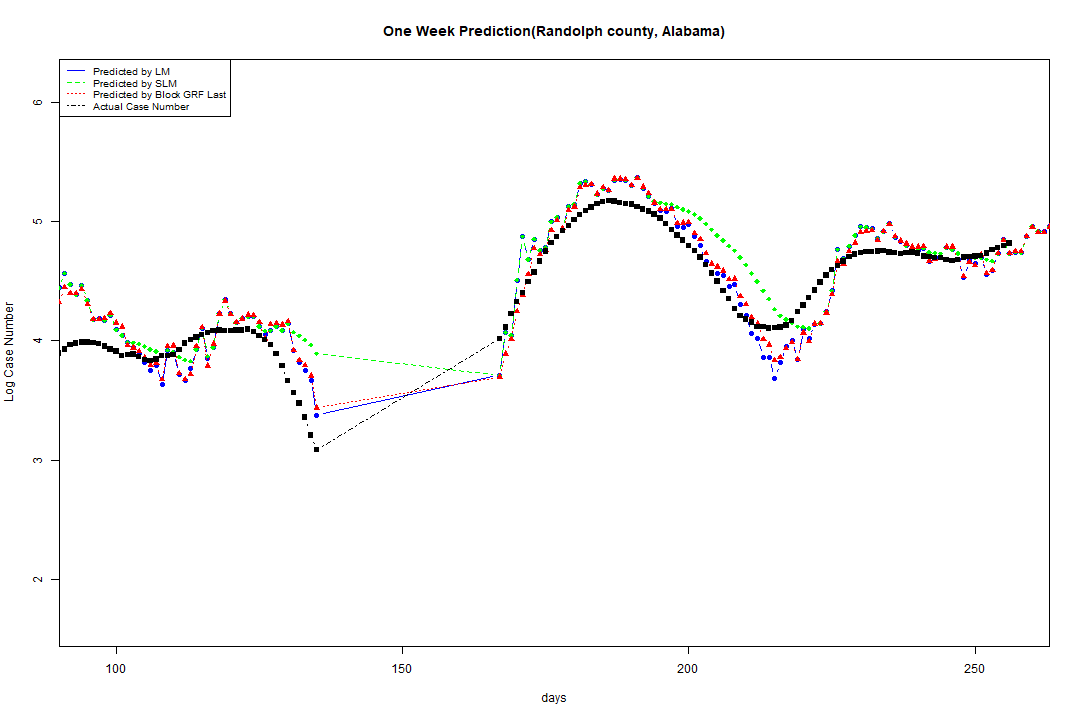 One Week Prediction(Randolph county, Alabama)
Predicted by LM
Predicted by SLM
Predicted by Block GRF Last
Actual Case Number
6
5
4
3
2
Log Case Number
100
150
200
250
days